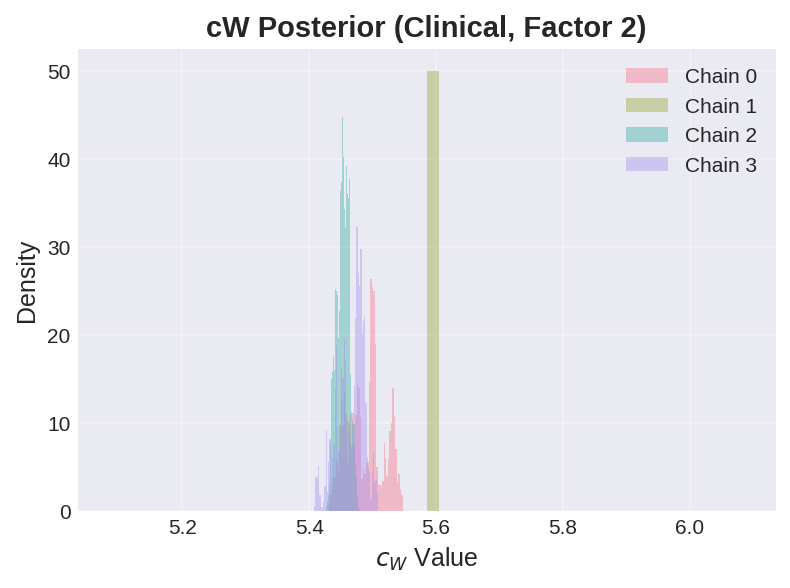 cW Posterior (Clinical, Factor 2)
Chain 0
Chain 1
Chain 2
Chain 3
Density
50
40
30
20
10
0
5.2 5.4 5.6 5.8 6.0
c_W Value